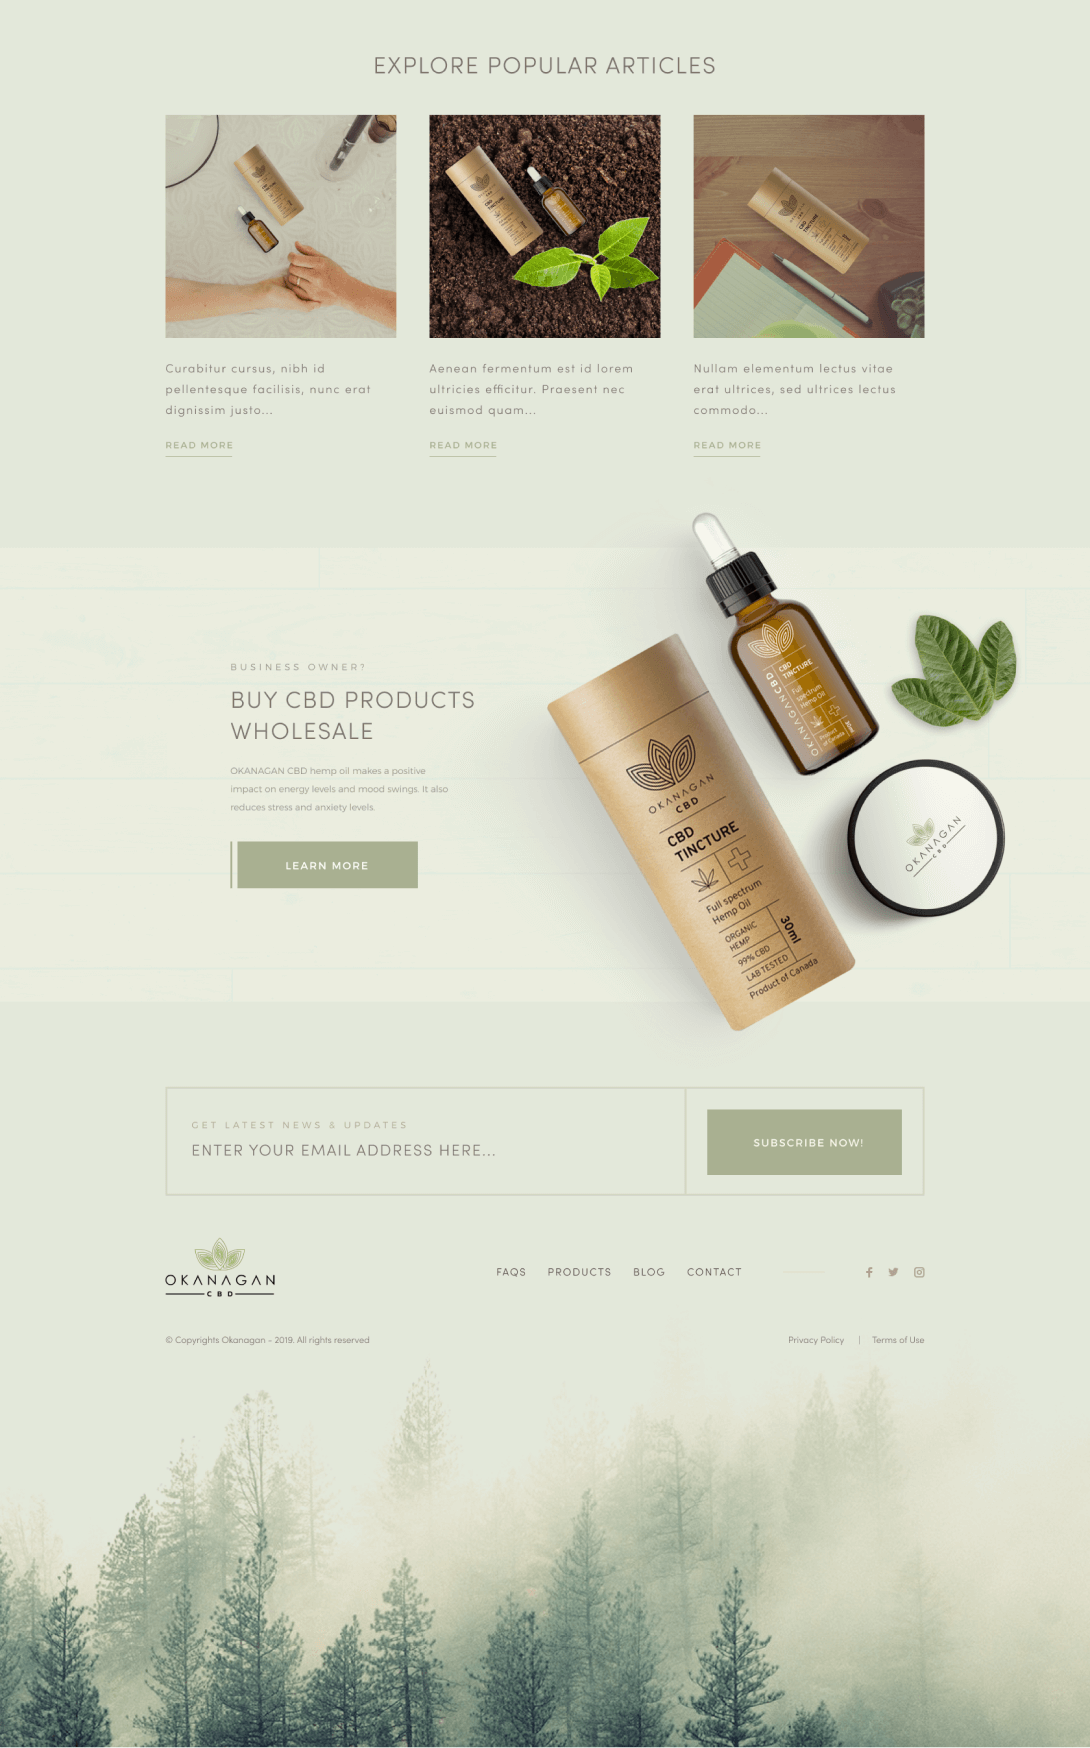 EXPLORE POPULAR ARTICLES
Curabitur cursus, nibh id
pellentesque facilisis, nunc erat
dignissim justo...
READ MORE
Aenean fermentum est id lorem
ultricies efficitur. Praesent nec
euismod quam...
READ MORE
Nullam elementum lectus vitae
erat ultrices, sed ultrices lectus
commodo...
READ MORE
BUSINESS OWNER?
BUY CBD PRODUCTS
WHOLESALE
OKANAGAN CBD hemp oil makes a positive
impact on energy levels and mood swings. It also
reduces stress and anxiety levels.
LEARN MORE
OKANAGAN CBD
CBD
TINCTURE
Full
spectrum
Hemp Oil
Product
of Canada
30ml
OKANAGAN
CBD
CBD
TINCTURE
Full spectrum
Hemp Oil
ORGANIC
HEMP
99% CBD
LAB TESTED
30ml
Product of Canada
OKANAGAN
CBD
GET LATEST NEWS & UPDATES
ENTER YOUR EMAIL ADDRESS HERE...
SUBSCRIBE NOW!
OKANAGAN
CBD
FAQS PRODUCTS BLOG CONTACT
© Copyrights Okanagan - 2019. All rights reserved
Privacy Policy | Terms of Use